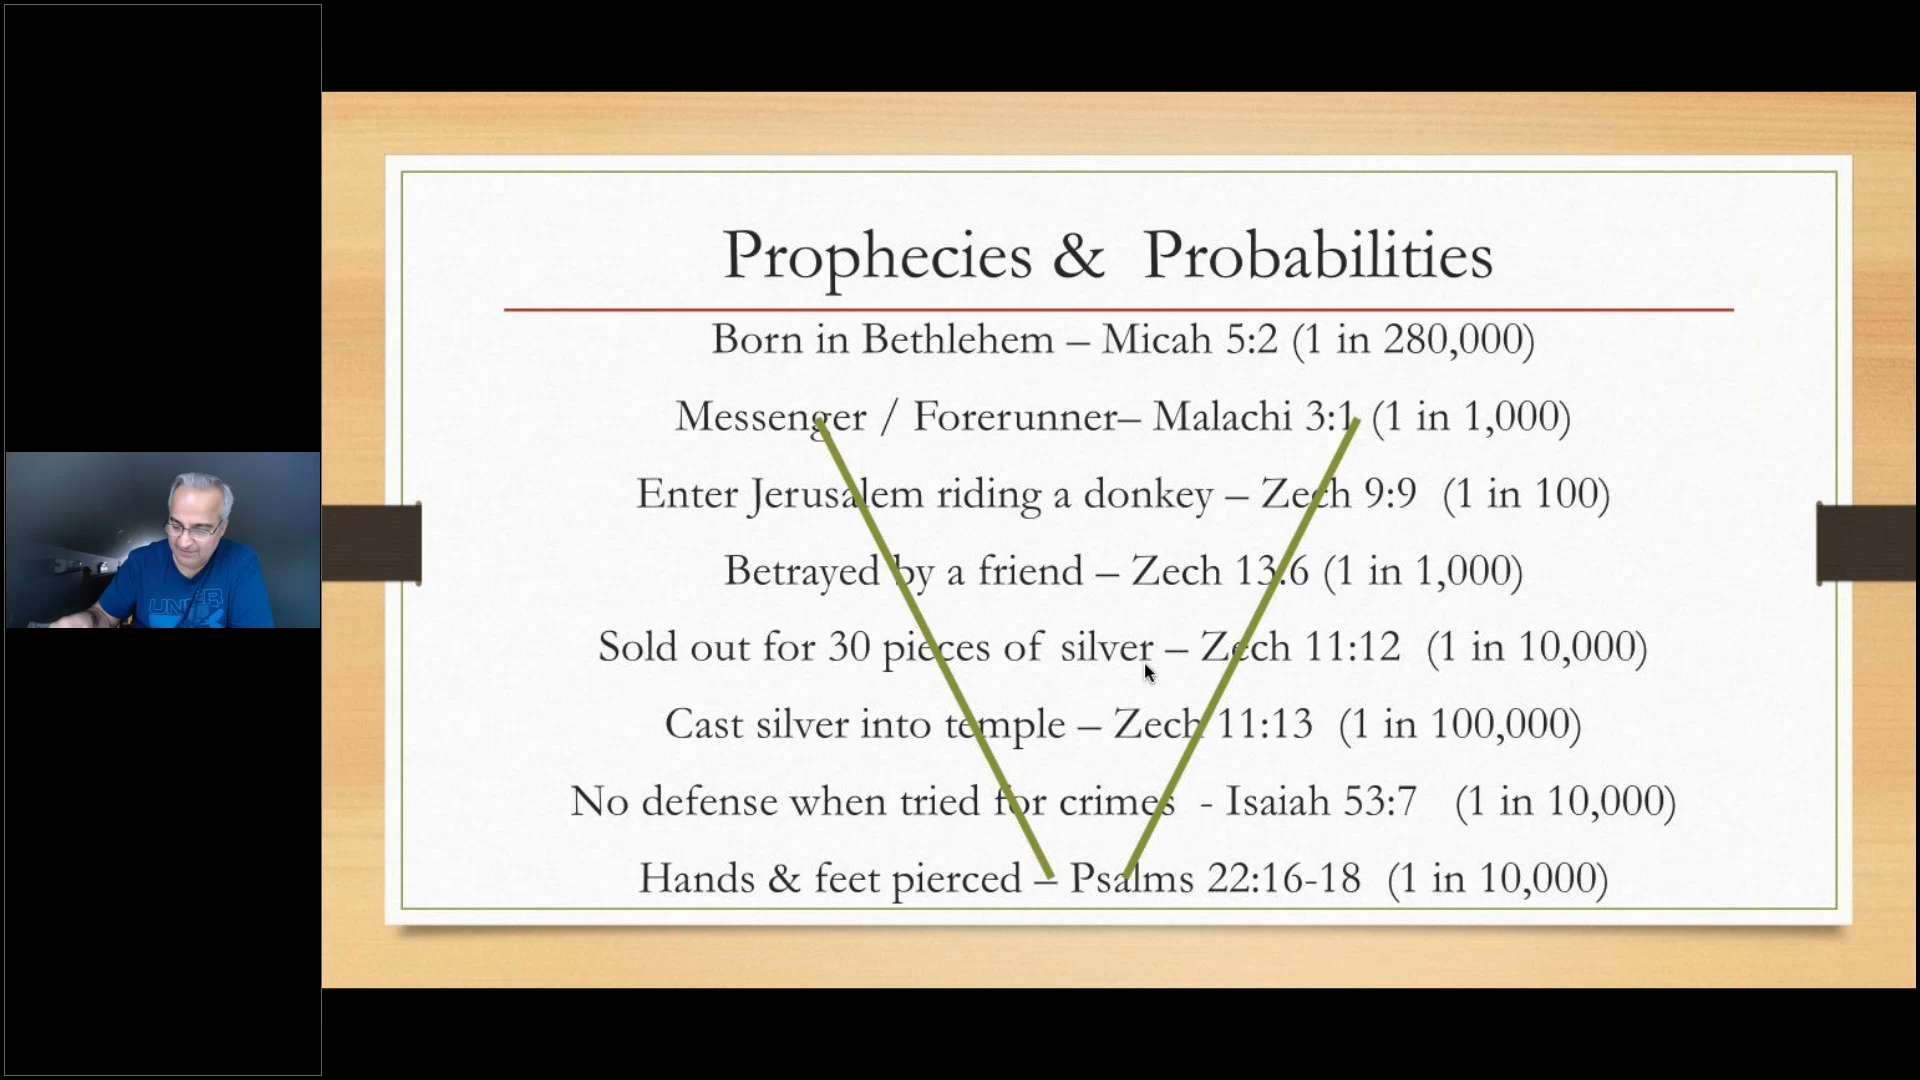 Prophecies & Probabilities
Born in Bethlehem – Micah 5:2 (1 in 280,000)
Messenger / Forerunner– Malachi 3:1 (1 in 1,000)
Enter Jerusalem riding a donkey – Zech 9:9 (1 in 100)
Betrayed by a friend – Zech 13:6 (1 in 1,000)
Sold out for 30 pieces of silver – Zech 11:12 (1 in 10,000)
Cast silver into temple – Zech 11:13 (1 in 100,000)
No defense when tried for crimes - Isaiah 53:7 (1 in 10,000)
Hands & feet pierced – Psalms 22:16-18 (1 in 10,000)